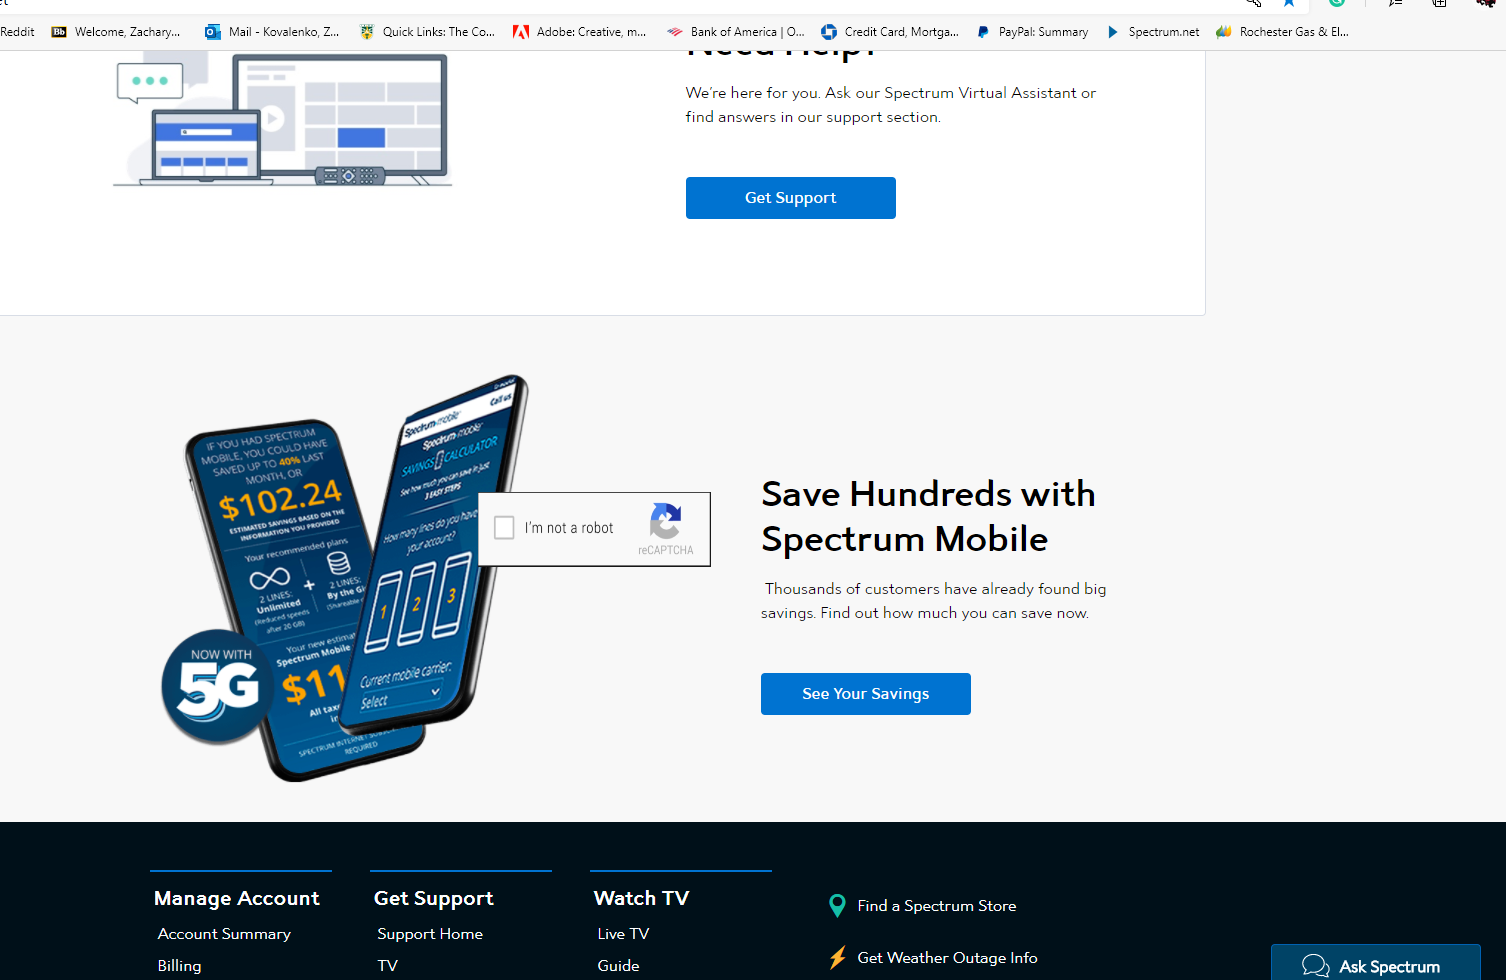 et
Reddit
Bb
Welcome, Zachary...
Mail - Kovalenko, Z...
Quick Links: The Co...
Adobe: Creative, m...
Bank of America | O...
Credit Card, Mortga...
PayPal: Summary
Spectrum.net
Rochester Gas & El...
Need Help?
We're here for you. Ask our Spectrum Virtual Assistant or
find answers in our support section.
Get Support
IF YOU HAD SPECTRUM
MOBILE, YOU COULD HAVE
SAVED UP TO 40% LAST
MONTH, OR
$102.24
ESTIMATED SAVINGS BASED ON THE
INFORMATION YOU PROVIDED
Your recommended plans
+
2 LINES:
Unlimited
(Reduced speeds
after 20 GB)
2 LINES:
By the Gi
(Shareable
Your new estima
Spectrum Mobile
$11
All tax
SPECTRUM INTERNET
REQUIRED
NOW WITH
5G
Call us
Spectrum mobile
Spectrum mobile
SAVINGS CALCULATOR
See how much you can save in just
3 EASY STEPS
How many lines do you have
your account?
1
2
3
Current mobile carrier:
Select
I'm not a robot
reCAPTCHA
Save Hundreds with
Spectrum Mobile
Thousands of customers have already found big
savings. Find out how much you can save now.
See Your Savings
Manage Account
Account Summary
Billing
Get Support
Support Home
TV
Watch TV
Live TV
Guide
Find a Spectrum Store
Get Weather Outage Info
Ask Spectrum